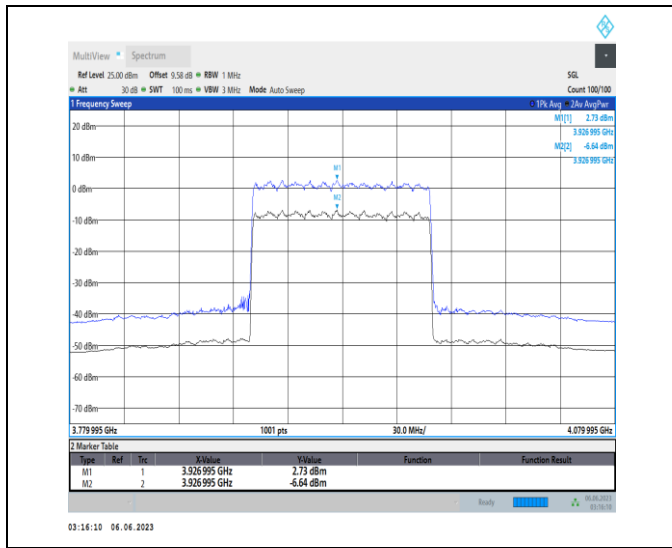 MultiView Spectrum
Ref Level 25.00 dBm Offset 9.58 dB RBW 1 MHz SGL
Att 30 dB SWT 100 ms VBW 3 MHz Mode Auto Sweep Count 100/100
1 Frequency Sweep 1Pk Avg 2Av AvgPwr
M1[1] 2.73 dBm
3.926 995 GHz
M2[2] -6.64 dBm
3.926 995 GHz
20 dBm
10 dBm
M1
0 dBm
M2
-10 dBm
-20 dBm
-30 dBm
-40 dBm
-50 dBm
-60 dBm
-70 dBm
3.779 995 GHz 1001 pts 30.0 MHz/ 4.079 995 GHz
2 Marker Table
Type Ref Trc X-Value Y-Value Function Function Result
M1 1 3.926 995 GHz 2.73 dBm
M2 2 3.926 995 GHz -6.64 dBm
Ready 06.06.2023
03:16:10
03:16:10 06.06.2023